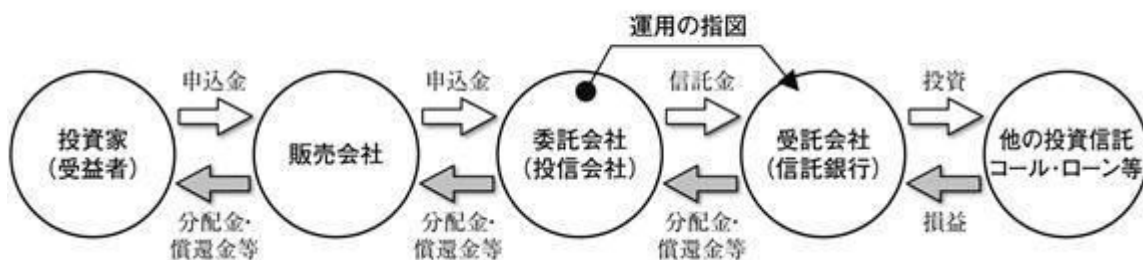 運用の指図
申込金
申込金
信託金
投資
投資家
(受益者)
販売会社
委託会社
(投信会社)
受託会社
(信託銀行)
他の投資信託
コール・ローン等
分配金・
償還金等
分配金・
償還金等
分配金・
償還金等
損益